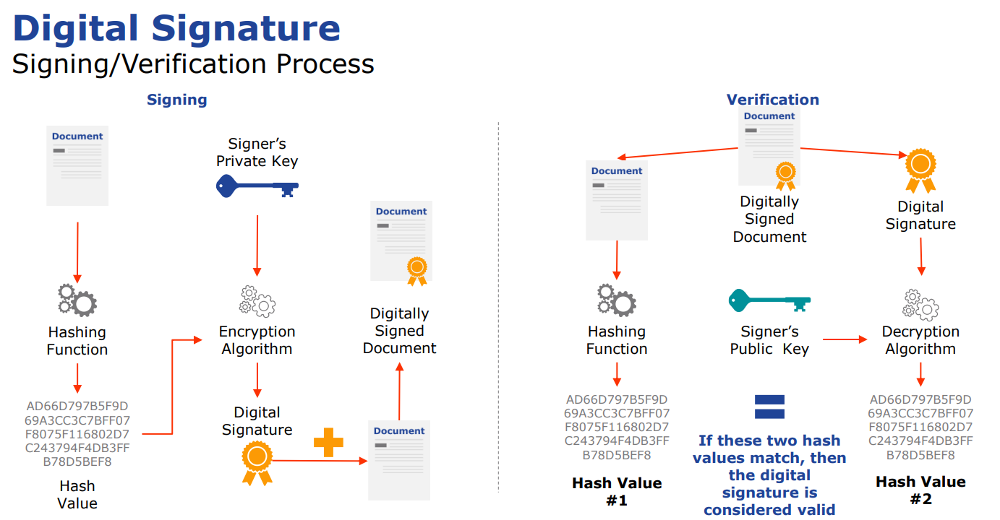 Digital Signature
Signing/Verification Process
Signing
Document
Signer’s
Private Key
Document
Hashing
Function
Encryption
Algorithm
Digitally
Signed
Document
AD66D797B5F9D
69A3CC3C7BFF07
F8075F116802D7
C243794F4DB3FF
B78D5BEF8
Hash
Value
Digital
Signature
Document
Verification
Document
Document
Digitally
Signed
Document
Digital
Signature
Hashing
Function
Signer’s
Public Key
Decryption
Algorithm
AD66D797B5F9D
69A3CC3C7BFF07
F8075F116802D7
C243794F4DB3FF
B78D5BEF8
Hash Value
#1
If these two hash
values match, then
the digital
signature is
considered valid
AD66D797B5F9D
69A3CC3C7BFF07
F8075F116802D7
C243794F4DB3FF
B78D5BEF8
Hash Value
#2